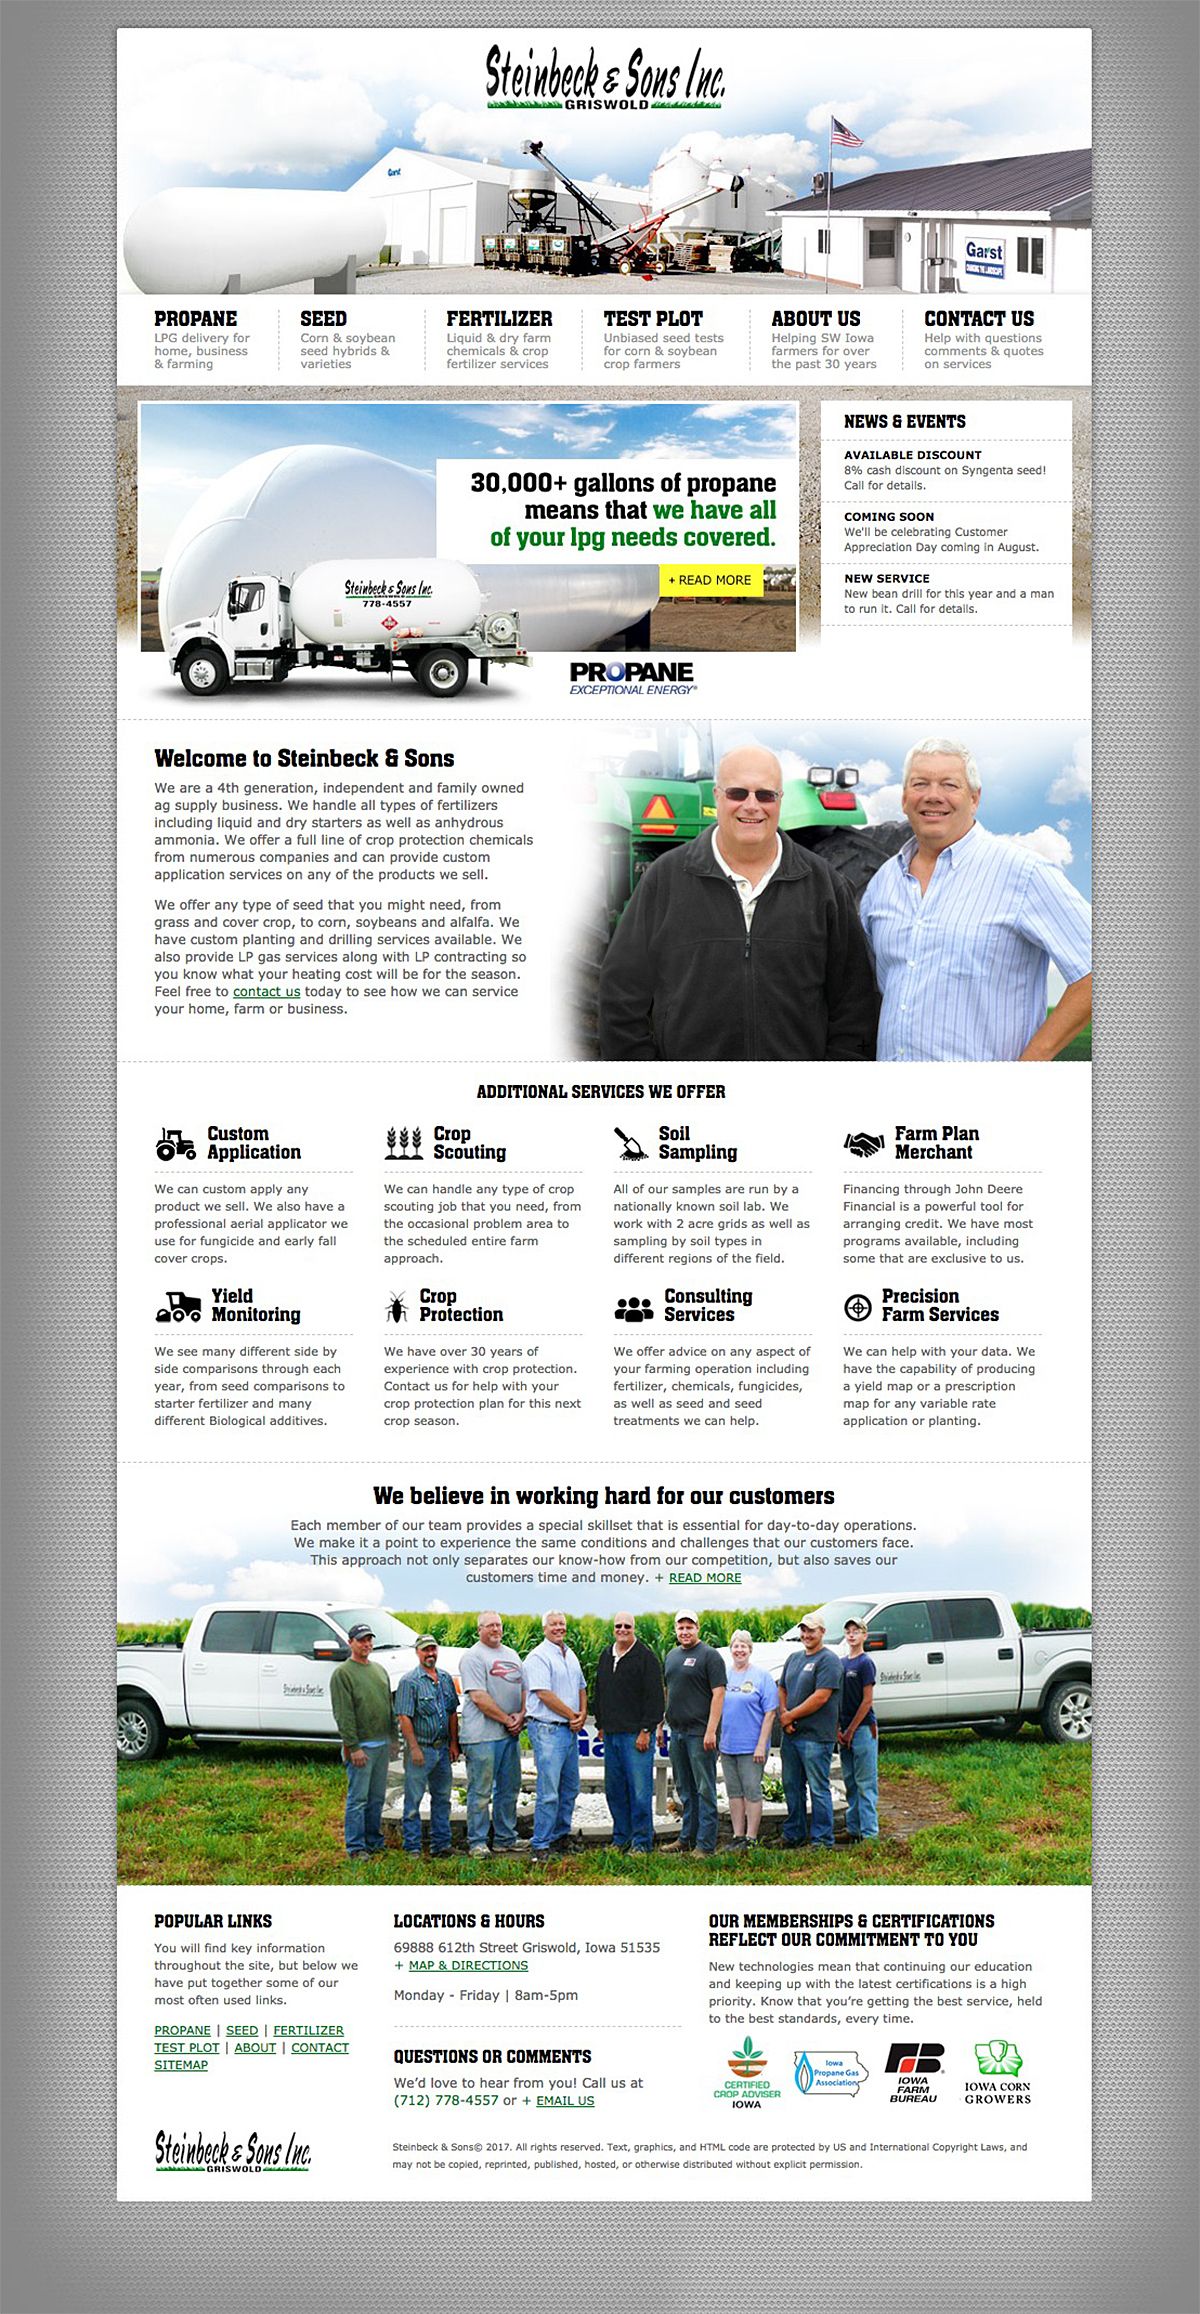 Steinbeck & Sons Inc.
GRISWOLD
Garst
Garst
CHANGING THE LANDSCAPE
PROPANE
LPG delivery for
home, business
& farming
SEED
Corn & soybean
seed hybrids &
varieties
FERTILIZER
Liquid & dry farm
chemicals & crop
fertilizer services
TEST PLOT
Unbiased seed tests
for corn & soybean
crop farmers
ABOUT US
Helping SW Iowa
farmers for over
the past 30 years
CONTACT US
Help with questions
comments & quotes
on services
30,000+ gallons of propane
means that we have all
of your lpg needs covered.
+ READ MORE
Steinbeck & Sons Inc.
GRISWOLD
778-4557
PROPANE
EXCEPTIONAL ENERGY®
NEWS & EVENTS
AVAILABLE DISCOUNT
8% cash discount on Syngenta seed!
Call for details.
COMING SOON
We'll be celebrating Customer
Appreciation Day coming in August.
NEW SERVICE
New bean drill for this year and a man
to run it. Call for details.
Welcome to Steinbeck & Sons
We are a 4th generation, independent and family owned
ag supply business. We handle all types of fertilizers
including liquid and dry starters as well as anhydrous
ammonia. We offer a full line of crop protection chemicals
from numerous companies and can provide custom
application services on any of the products we sell.
We offer any type of seed that you might need, from
grass and cover crop, to corn, soybeans and alfalfa. We
have custom planting and drilling services available. We
also provide LP gas services along with LP contracting so
you know what your heating cost will be for the season.
Feel free to contact us today to see how we can service
your home, farm or business.
ADDITIONAL SERVICES WE OFFER
Custom
Application
We can custom apply any
product we sell. We also have a
professional aerial applicator we
use for fungicide and early fall
cover crops.
Crop
Scouting
We can handle any type of crop
scouting job that you need, from
the occasional problem area to
the scheduled entire farm
approach.
Soil
Sampling
All of our samples are run by a
nationally known soil lab. We
work with 2 acre grids as well as
sampling by soil types in
different regions of the field.
Farm Plan
Merchant
Financing through John Deere
Financial is a powerful tool for
arranging credit. We have most
programs available, including
some that are exclusive to us.
Yield
Monitoring
We see many different side by
side comparisons through each
year, from seed comparisons to
starter fertilizer and many
different Biological additives.
Crop
Protection
We have over 30 years of
experience with crop protection.
Contact us for help with your
crop protection plan for this next
crop season.
Consulting
Services
We offer advice on any aspect of
your farming operation including
fertilizer, chemicals, fungicides,
as well as seed and seed
treatments we can help.
Precision
Farm Services
We can help with your data. We
have the capability of producing
a yield map or a prescription
map for any variable rate
application or planting.
We believe in working hard for our customers
Each member of our team provides a special skillset that is essential for day-to-day operations.
We make it a point to experience the same conditions and challenges that our customers face.
This approach not only separates our know-how from our competition, but also saves our
customers time and money. + READ MORE
Steinbeck & Sons Inc.
Steinbeck & Sons Inc.
POPULAR LINKS
You will find key information
throughout the site, but below we
have put together some of our
most often used links.
PROPANE | SEED | FERTILIZER
TEST PLOT | ABOUT | CONTACT
SITEMAP
LOCATIONS & HOURS
69888 612th Street Griswold, Iowa 51535
+ MAP & DIRECTIONS
Monday - Friday | 8am-5pm
QUESTIONS OR COMMENTS
We'd love to hear from you! Call us at
(712) 778-4557 or + EMAIL US
OUR MEMBERSHIPS & CERTIFICATIONS
REFLECT OUR COMMITMENT TO YOU
New technologies mean that continuing our education
and keeping up with the latest certifications is a high
priority. Know that you're getting the best service, held
to the best standards, every time.
CERTIFIED
CROP ADVISER
IOWA
Iowa
Propane Gas
Association
FB
IOWA
FARM
BUREAU
IOWA CORN
GROWERS
Steinbeck & Sons Inc.
GRISWOLD
Steinbeck & Sons© 2017. All rights reserved. Text, graphics, and HTML code are protected by US and International Copyright Laws, and
may not be copied, reprinted, published, hosted, or otherwise distributed without explicit permission.